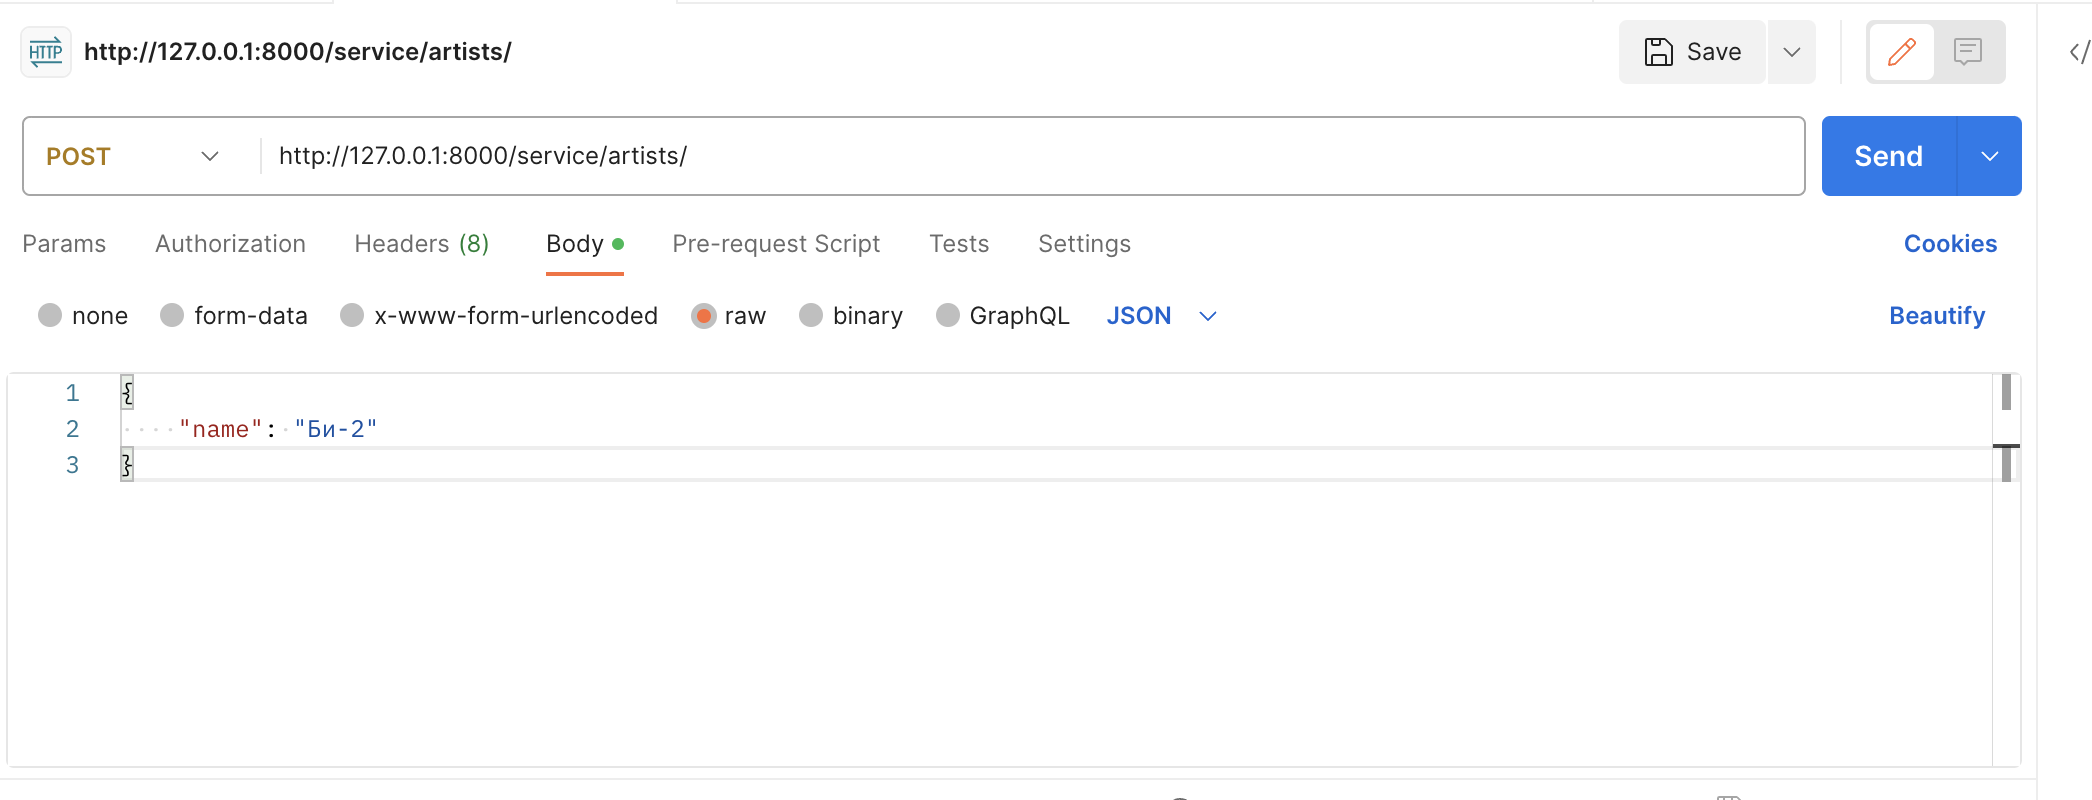 HTTP http://127.0.0.1:8000/service/artists/ Save </
POST http://127.0.0.1:8000/service/artists/ Send
Params Authorization Headers (8) Body Pre-request Script Tests Settings Cookies
none form-data x-www-form-urlencoded raw binary GraphQL JSON Beautify
1 {
2 "name": "Би-2"
3 }